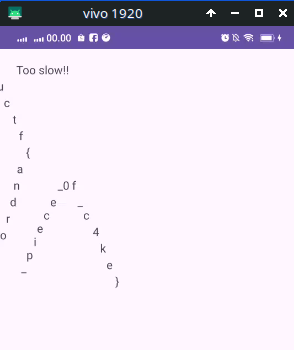 vivo 1920
00.00
Too slow!!
u
c
t
f
{
a
n _0 f
d e _
r c c
o e 4
i k
p e
_ }